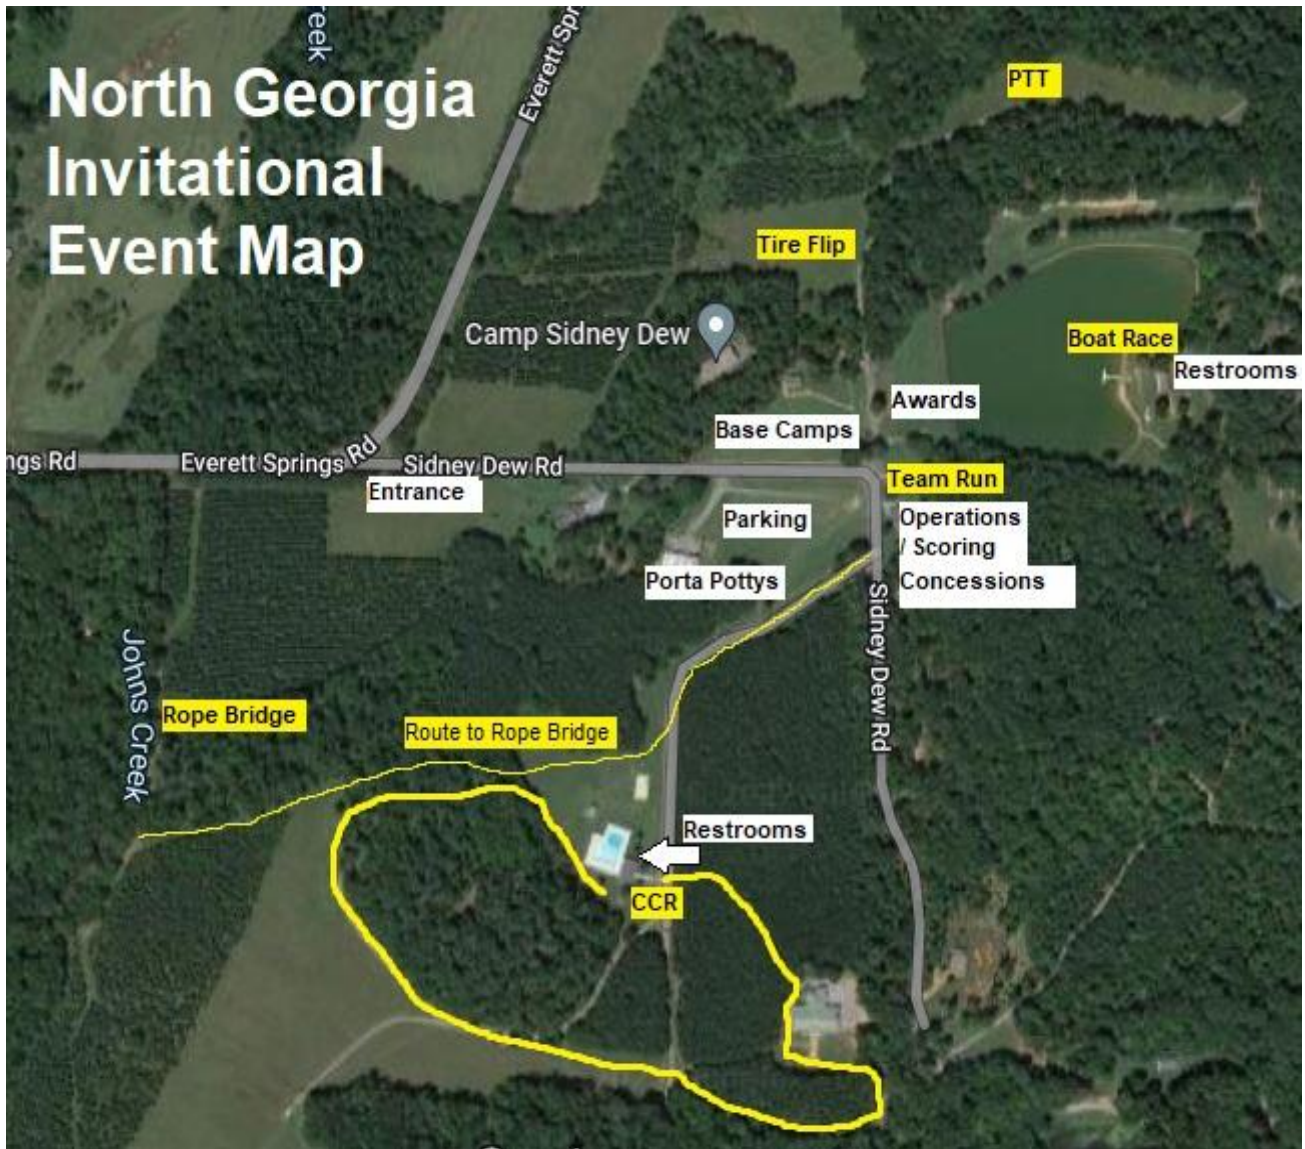 North Georgia
Invitational
Event Map
reek
Everett Spr
PTT
Tire Flip
Camp Sidney Dew
Boat Race
Restrooms
Awards
Base Camps
ngs Rd
Everett Springs Rd
Sidney Dew Rd
Team Run
Entrance
Parking
Operations
/ Scoring
Porta Pottys
Concessions
Sidney Dew Rd
Johns Creek
Rope Bridge
Route to Rope Bridge
Restrooms
CCR